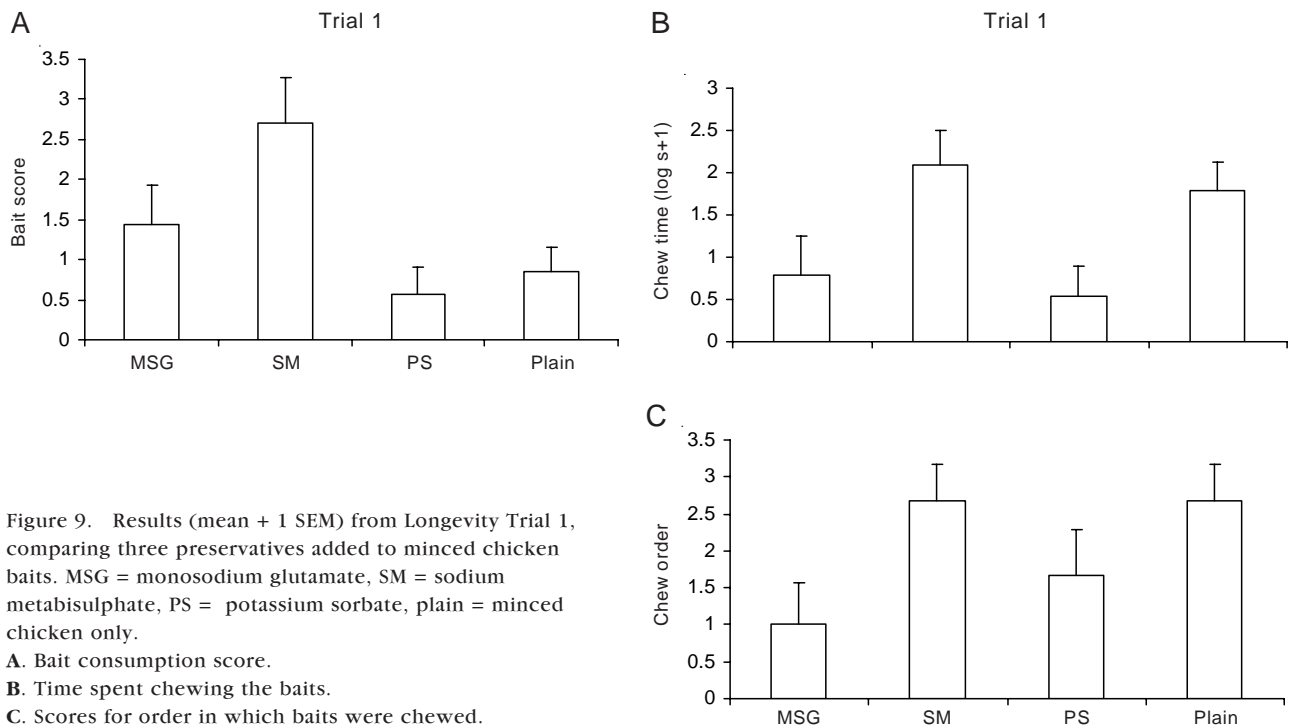 A
Trial 1
3.5
3
2.5
2
1.5
1
0.5
0
Bait score
MSG SM PS Plain
B
Trial 1
3
2.5
2
1.5
1
0.5
0
Chew time (log s+1)
C
3.5
3
2.5
2
1.5
1
0.5
0
Chew order
MSG SM PS Plain
Figure 9. Results (mean + 1 SEM) from Longevity Trial 1,
comparing three preservatives added to minced chicken
baits. MSG = monosodium glutamate, SM = sodium
metabisulphate, PS = potassium sorbate, plain = minced
chicken only.
A. Bait consumption score.
B. Time spent chewing the baits.
C. Scores for order in which baits were chewed.